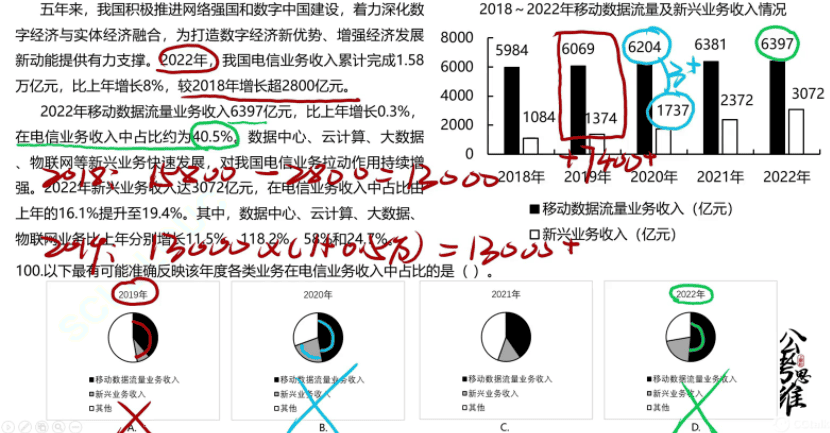 五年来，我国积极推进网络强国和数字中国建设，着力深化数
字经济与实体经济融合，为打造数字经济新优势、增强经济发展
新动能提供有力支撑。2022年，我国电信业务收入累计完成1.58
万亿元，比上年增长8%，较2018年增长超2800亿元。
2022年移动数据流量业务收入6397亿元，比上年增长0.3%，
在电信业务收入中占比约为40.5%。数据中心、云计算、大数据
、物联网等新兴业务快速发展，对我国电信业务拉动作用持续增
强。2022年新兴业务收入达3072亿元，在电信业务收入中占比由
上年的16.1%提升至19.4%。其中，数据中心、云计算、大数据、
物联网业务比上年分别增长11.5%、118.2%、58%和24.7%。
2018: 15800 - 2800 = 13000
2019: 13000×(1+0.5%) = 13000+
2018～2022年移动数据流量及新兴业务收入情况
8000
6000
4000
2000
0
5984
6069
6204
6381
6397
1084
1374
1737
2372
3072
3+
+7400+
2018年
2019年
2020年
2021年
2022年
移动数据流量业务收入（亿元）
新兴业务收入（亿元）
100.以下最有可能准确反映该年度各类业务在电信业务收入中占比的是（ ）。
2019年
移动数据流量业务收入
新兴业务收入
其他
A.
2020年
移动数据流量业务收入
新兴业务收入
其他
B.
2021年
移动数据流量业务收入
新兴业务收入
其他
C.
2022年
移动数据流量业务收入
新兴业务收入
其他
D.
公考思维